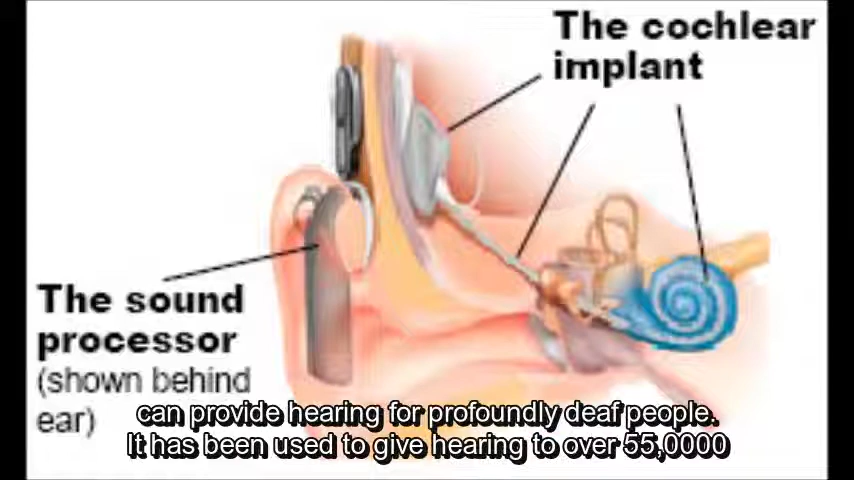 The cochlear
implant
The sound
processor
(shown behind
ear)
can provide hearing for profoundly deaf people.
It has been used to give hearing to over 55,0000